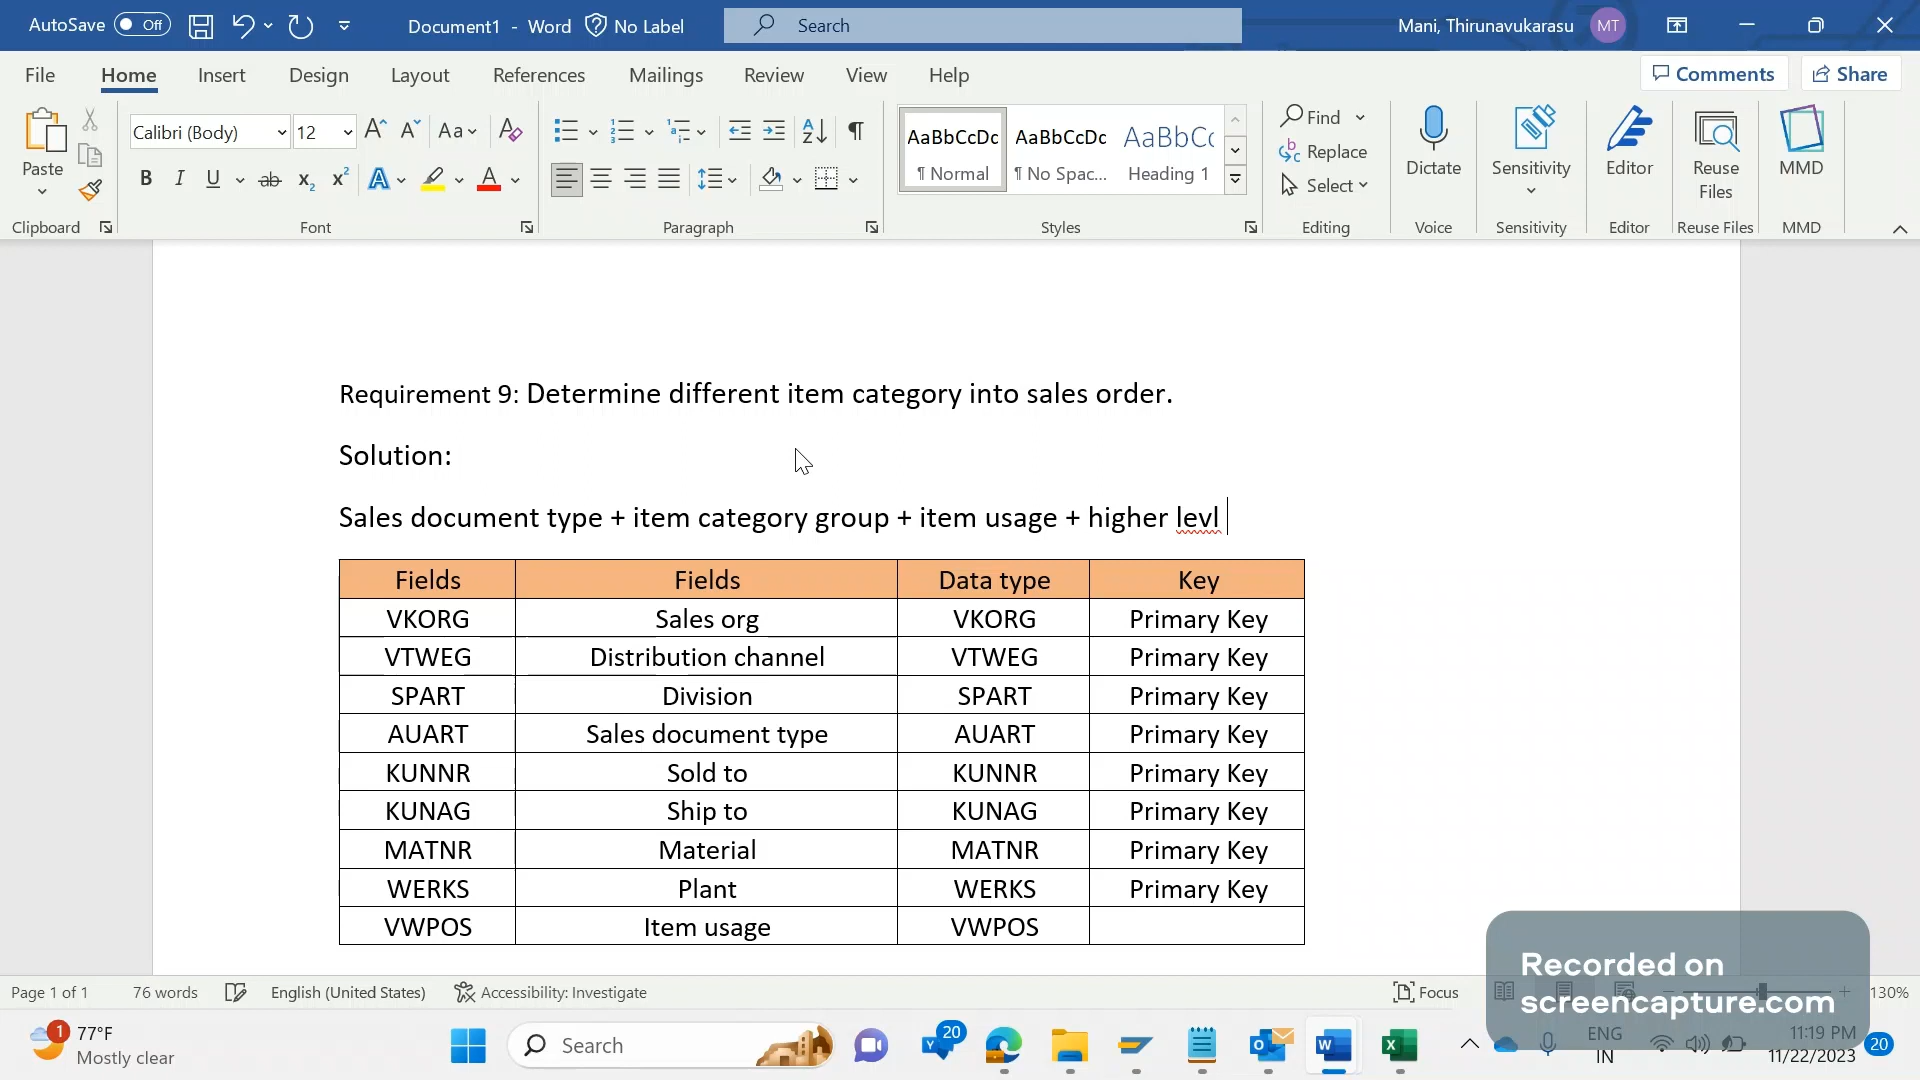 AutoSave Off Document1 - Word No Label Search Mani, Thirunavukarasu MT
File Home Insert Design Layout References Mailings Review View Help Comments Share
Calibri (Body) 12 Aa AaBbCcDc AaBbCcDc AaBbCc Find
Paste Replace Dictate Sensitivity Editor Reuse Files MMD
B I U ab x2 x2 A A ¶ Normal ¶ No Spac... Heading 1 Select
Clipboard Font Paragraph Styles Editing Voice Sensitivity Editor Reuse Files MMD
Requirement 9: Determine different item category into sales order.
Solution:
Sales document type + item category group + item usage + higher levl
Fields Fields Data type Key
VKORG Sales org VKORG Primary Key
VTWEG Distribution channel VTWEG Primary Key
SPART Division SPART Primary Key
AUART Sales document type AUART Primary Key
KUNNR Sold to KUNNR Primary Key
KUNAG Ship to KUNAG Primary Key
MATNR Material MATNR Primary Key
WERKS Plant WERKS Primary Key
VWPOS Item usage VWPOS
Recorded on
screencapture.com
Page 1 of 1 76 words English (United States) Accessibility: Investigate Focus 130%
1 77°F Search 20 ENG 11:19 PM
Mostly clear IN 11/22/2023 20